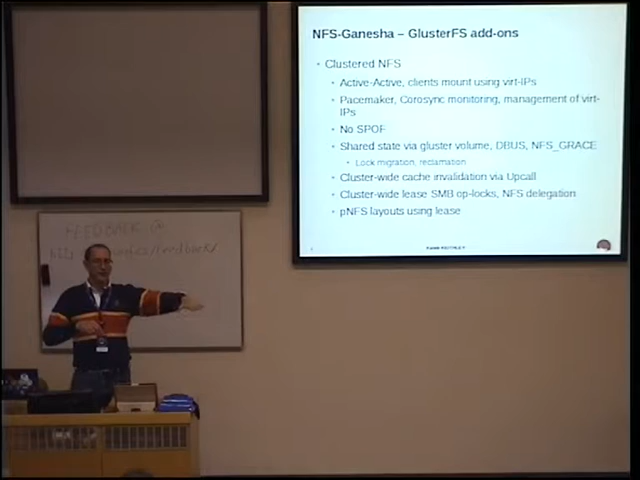 NFS-Ganesha – GlusterFS add-ons
Clustered NFS
Active-Active, clients mount using virt-IPs
Pacemaker, Corosync monitoring, management of virt-
IPs
No SPOF
Shared state via gluster volume, DBUS, NFS_GRACE
Lock migration, reclamation
Cluster-wide cache invalidation via Upcall
Cluster-wide lease SMB op-locks, NFS delegation
pNFS layouts using lease
FEEDBACK @